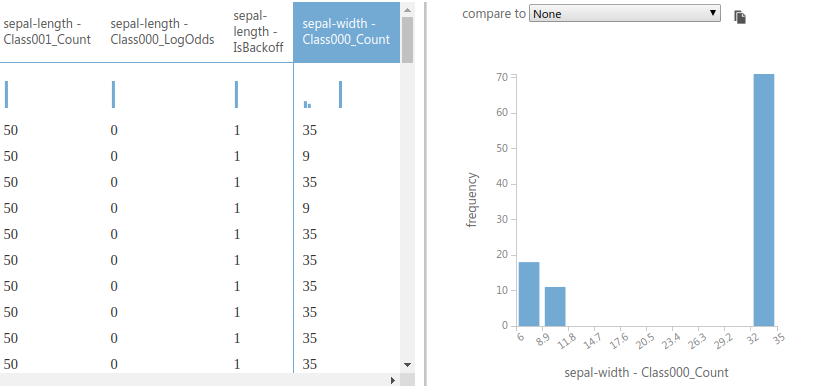 sepal-length -
Class001_Count
sepal-length -
Class000_LogOdds
sepal-
length -
IsBackoff
sepal-width -
Class000_Count
50 0 1 35
50 0 1 9
50 0 1 35
50 0 1 9
50 0 1 35
50 0 1 35
50 0 1 35
50 0 1 35
50 0 1 35
50 0 1 35
compare to None
70
60
50
40
30
20
10
0
frequency
6 8.9 11.8 14.7 17.6 20.5 23.4 26.3 29.2 32 35
sepal-width - Class000_Count